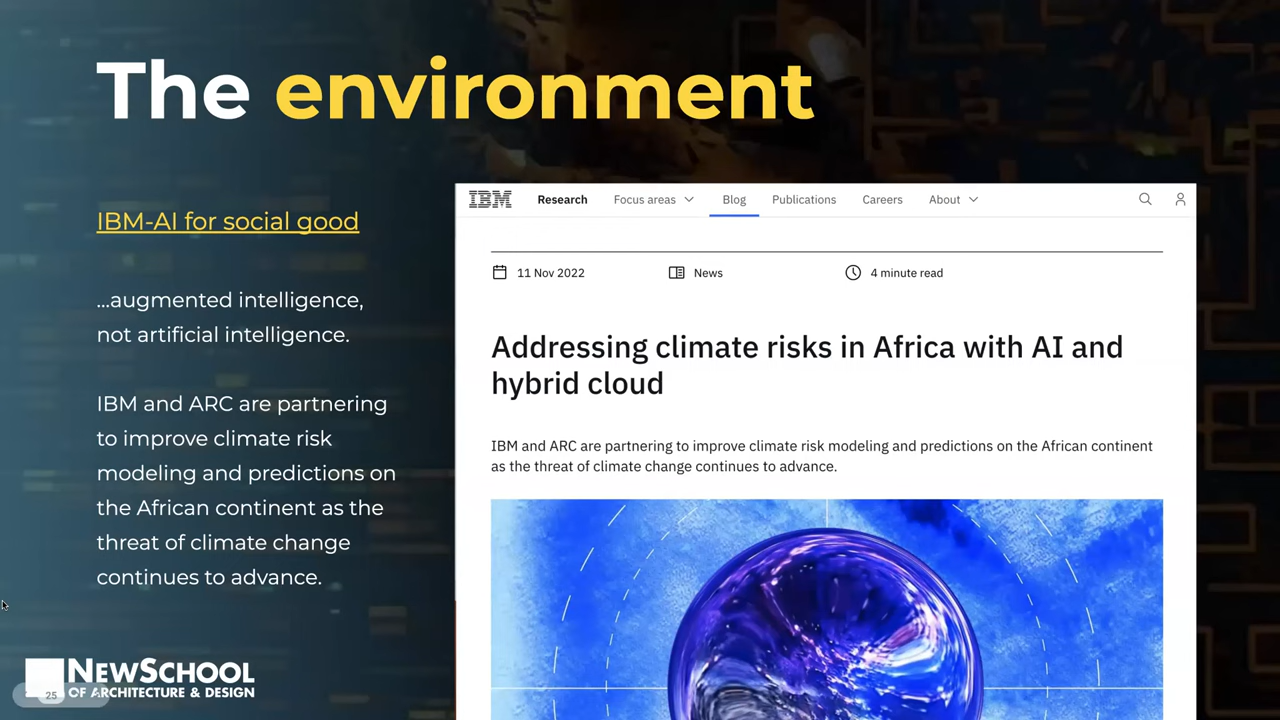 The environment
IBM-AI for social good
...augmented intelligence,
not artificial intelligence.
IBM and ARC are partnering
to improve climate risk
modeling and predictions on
the African continent as the
threat of climate change
continues to advance.
IBM Research Focus areas Blog Publications Careers About
11 Nov 2022 News 4 minute read
Addressing climate risks in Africa with AI and
hybrid cloud
IBM and ARC are partnering to improve climate risk modeling and predictions on the African continent
as the threat of climate change continues to advance.
NEWSCHOOL
OF ARCHITECTURE & DESIGN
25